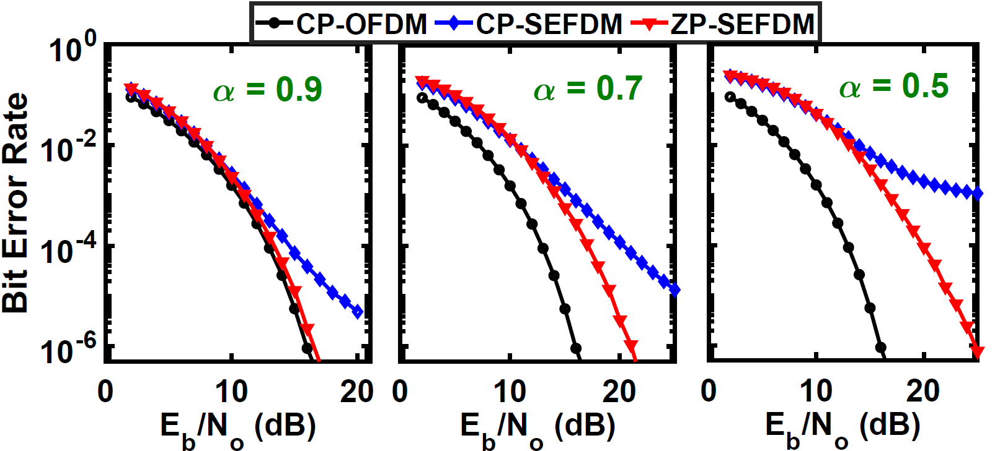 CP-OFDM CP-SEFDM ZP-SEFDM
α = 0.9 α = 0.7 α = 0.5
Bit Error Rate
10^0
10^-2
10^-4
10^-6
0 10 20 0 10 20 0 10 20
E_b/N_o (dB) E_b/N_o (dB) E_b/N_o (dB)